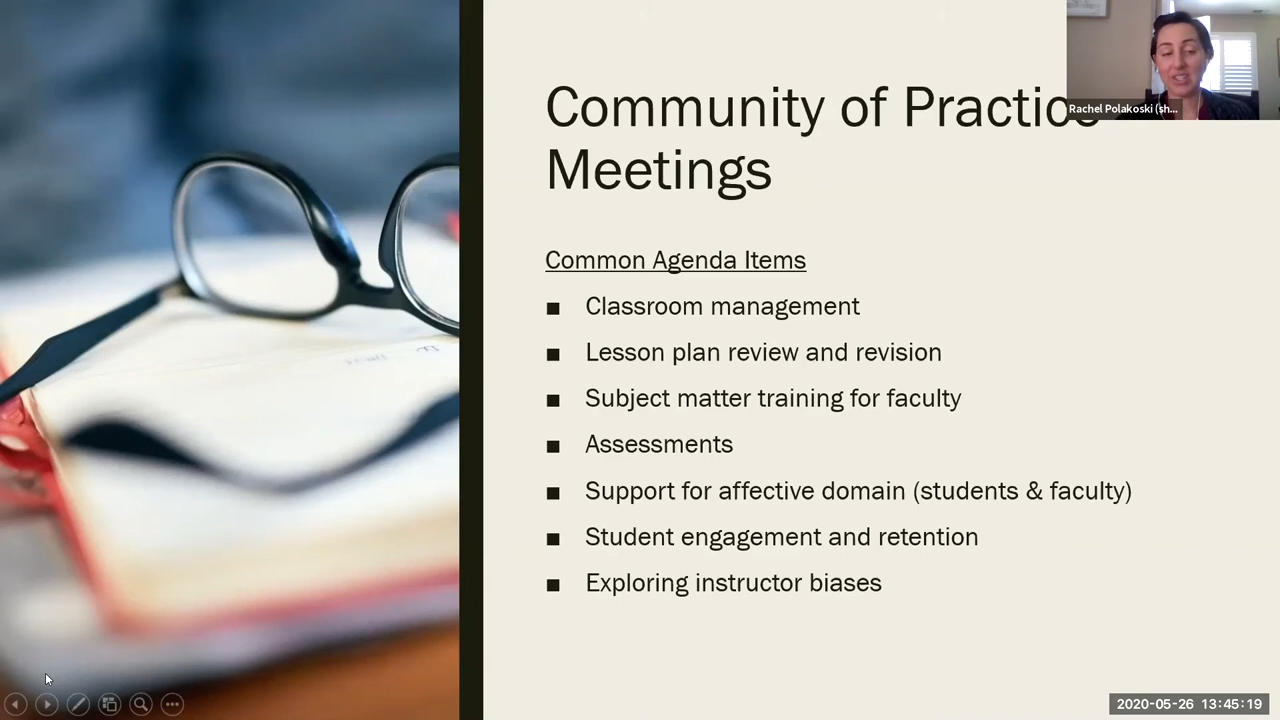 Community of Practice
Meetings
Rachel Polakoski (sh...
Common Agenda Items
■ Classroom management
■ Lesson plan review and revision
■ Subject matter training for faculty
■ Assessments
■ Support for affective domain (students & faculty)
■ Student engagement and retention
■ Exploring instructor biases
2020-05-26 13:45:19